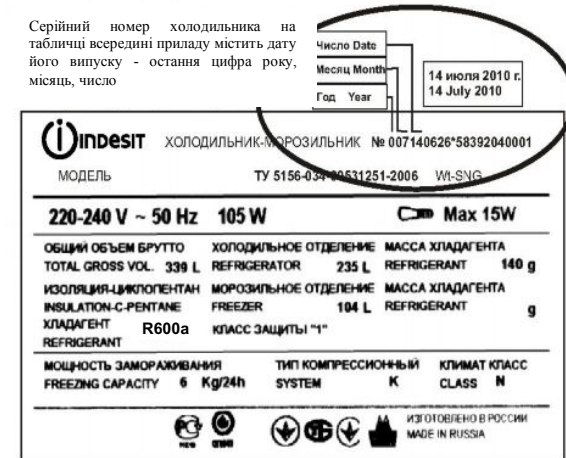 Серійний номер холодильника на
табличці всередині приладу містить дату
його випуску - остання цифра року,
місяць, число
Число Date
Месяц Month
Год Year
14 июля 2010 г.
14 July 2010
indesit ХОЛОДИЛЬНИК-МОРОЗИЛЬНИК № 007140626*58392040001
МОДЕЛЬ ТУ 5156-034-00531251-2006 Wt-SNG
220-240 V ~ 50 Hz 105 W Max 15W
ОБЩИЙ ОБЪЕМ БРУТТО ХОЛОДИЛЬНОЕ ОТДЕЛЕНИЕ МАССА ХЛАДАГЕНТА
TOTAL GROSS VOL. 339 L REFRIGERATOR 235 L REFRIGERANT 140 g
ИЗОЛЯЦИЯ-ЦИКЛОПЕНТАН МОРОЗИЛЬНОЕ ОТДЕЛЕНИЕ МАССА ХЛАДАГЕНТА
INSULATION-C-PENTANE FREEZER 104 L REFRIGERANT g
ХЛАДАГЕНТ R600a КЛАСС ЗАЩИТЫ "1"
REFRIGERANT
МОЩНОСТЬ ЗАМОРАЖИВАНИЯ ТИП КОМПРЕССИОННЫЙ КЛИМАТ КЛАСС
FREEZING CAPACITY 6 Kg/24h SYSTEM K CLASS N
ИЗГОТОВЛЕНО В РОССИИ
MADE IN RUSSIA